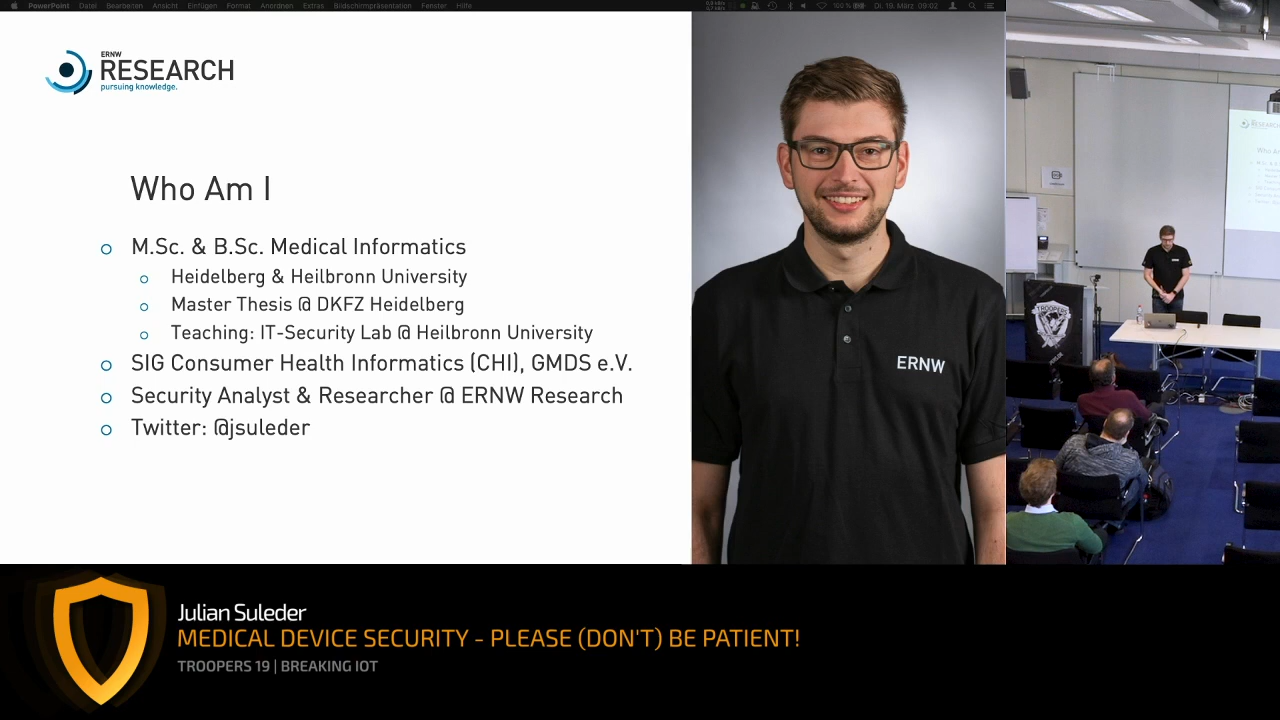 PowerPoint Datei Bearbeiten Ansicht Einfügen Format Anordnen Extras Bildschirmpräsentation Fenster Hilfe
100 % Di. 19. März 09:02
ERNW
RESEARCH
pursuing knowledge.
Who Am I
M.Sc. & B.Sc. Medical Informatics
Heidelberg & Heilbronn University
Master Thesis @ DKFZ Heidelberg
Teaching: IT-Security Lab @ Heilbronn University
SIG Consumer Health Informatics (CHI), GMDS e.V.
Security Analyst & Researcher @ ERNW Research
Twitter: @jsuleder
ERNW
TROOPERS
Julian Suleder
MEDICAL DEVICE SECURITY - PLEASE (DON'T) BE PATIENT!
TROOPERS 19 | BREAKING IOT